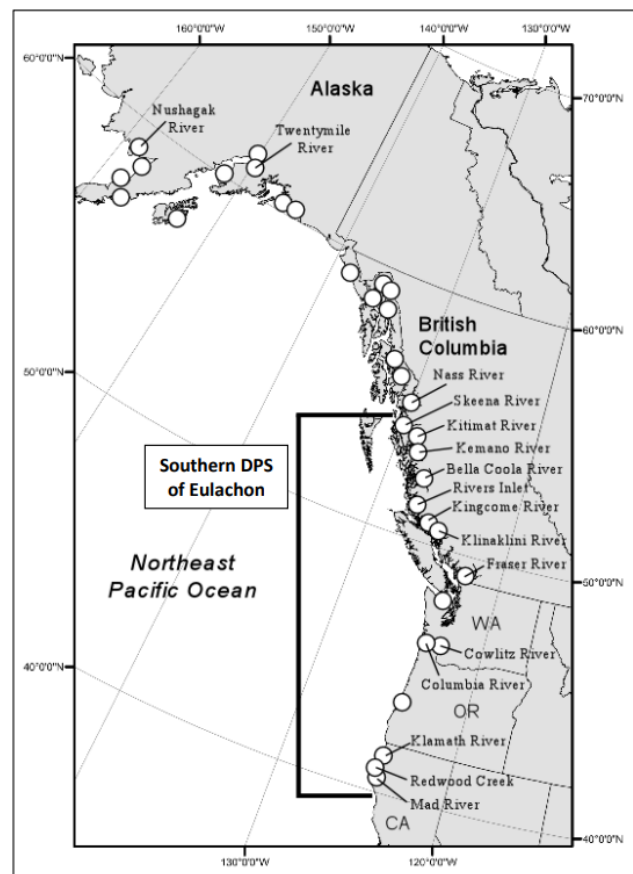 160°0'0"W
150°0'0"W
140°0'0"W
130°0'0"W
60°0'0"N
70°0'0"N
Alaska
Nushagak
River
Twentymile
River
60°0'0"N
British
Columbia
50°0'0"N
Nass River
Skeena River
Kitimat River
Southern DPS
of Eulachon
Kemano River
Bella Coola River
Rivers Inlet
Kingcome River
Klinaklini River
Northeast
Pacific Ocean
Fraser River
50°0'0"N
WA
Cowlitz River
40°0'0"N
Columbia River
OR
Klamath River
Redwood Creek
Mad River
CA
40°0'0"N
130°0'0"W
120°0'0"W